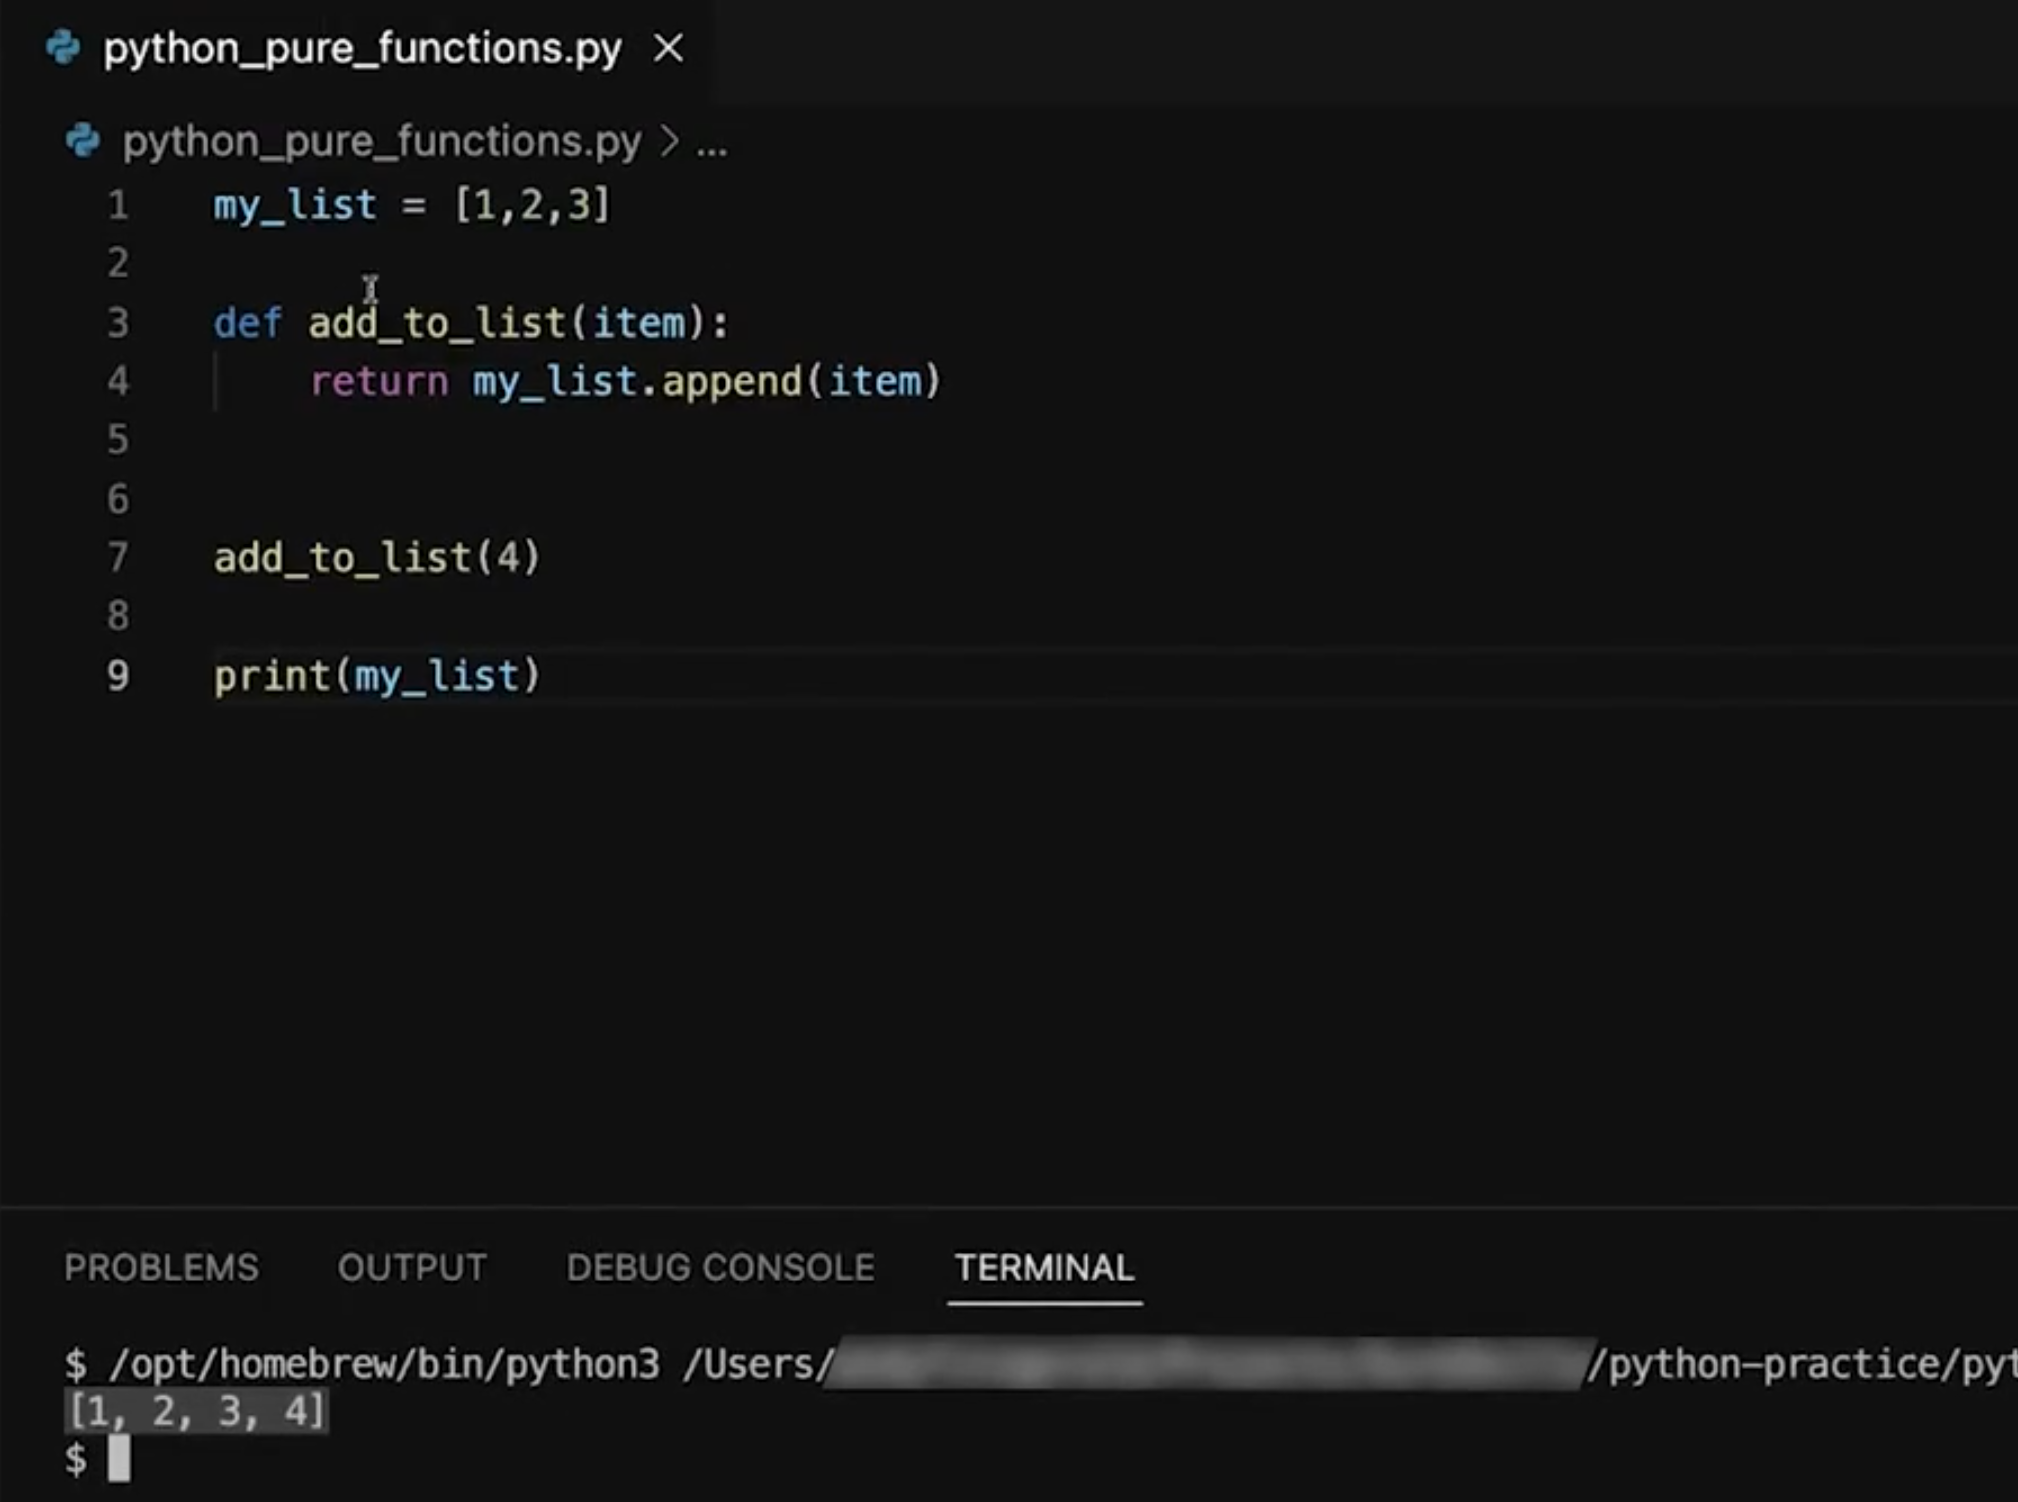 python_pure_functions.py
python_pure_functions.py > ...
1 my_list = [1,2,3]
2
3 def add_to_list(item):
4     return my_list.append(item)
5
6
7 add_to_list(4)
8
9 print(my_list)
PROBLEMS OUTPUT DEBUG CONSOLE TERMINAL
$ /opt/homebrew/bin/python3 /Users/ /python-practice/pyt
[1, 2, 3, 4]
$